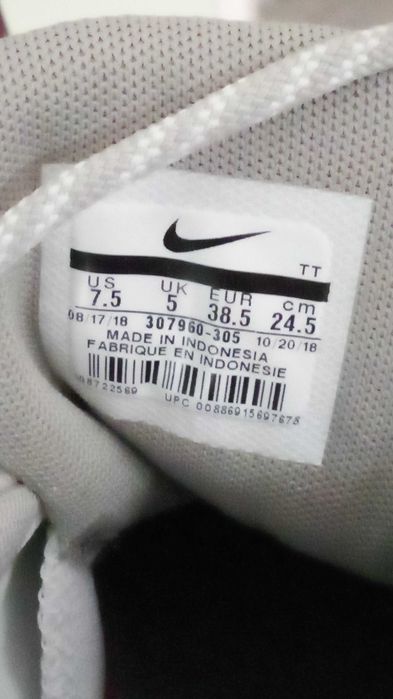 TT
US UK EUR cm
7.5 5 38.5 24.5
08/17/18 307960-305 10/20/18
MADE IN INDONESIA
FABRIQUE EN INDONESIE
UPC 00886915697678